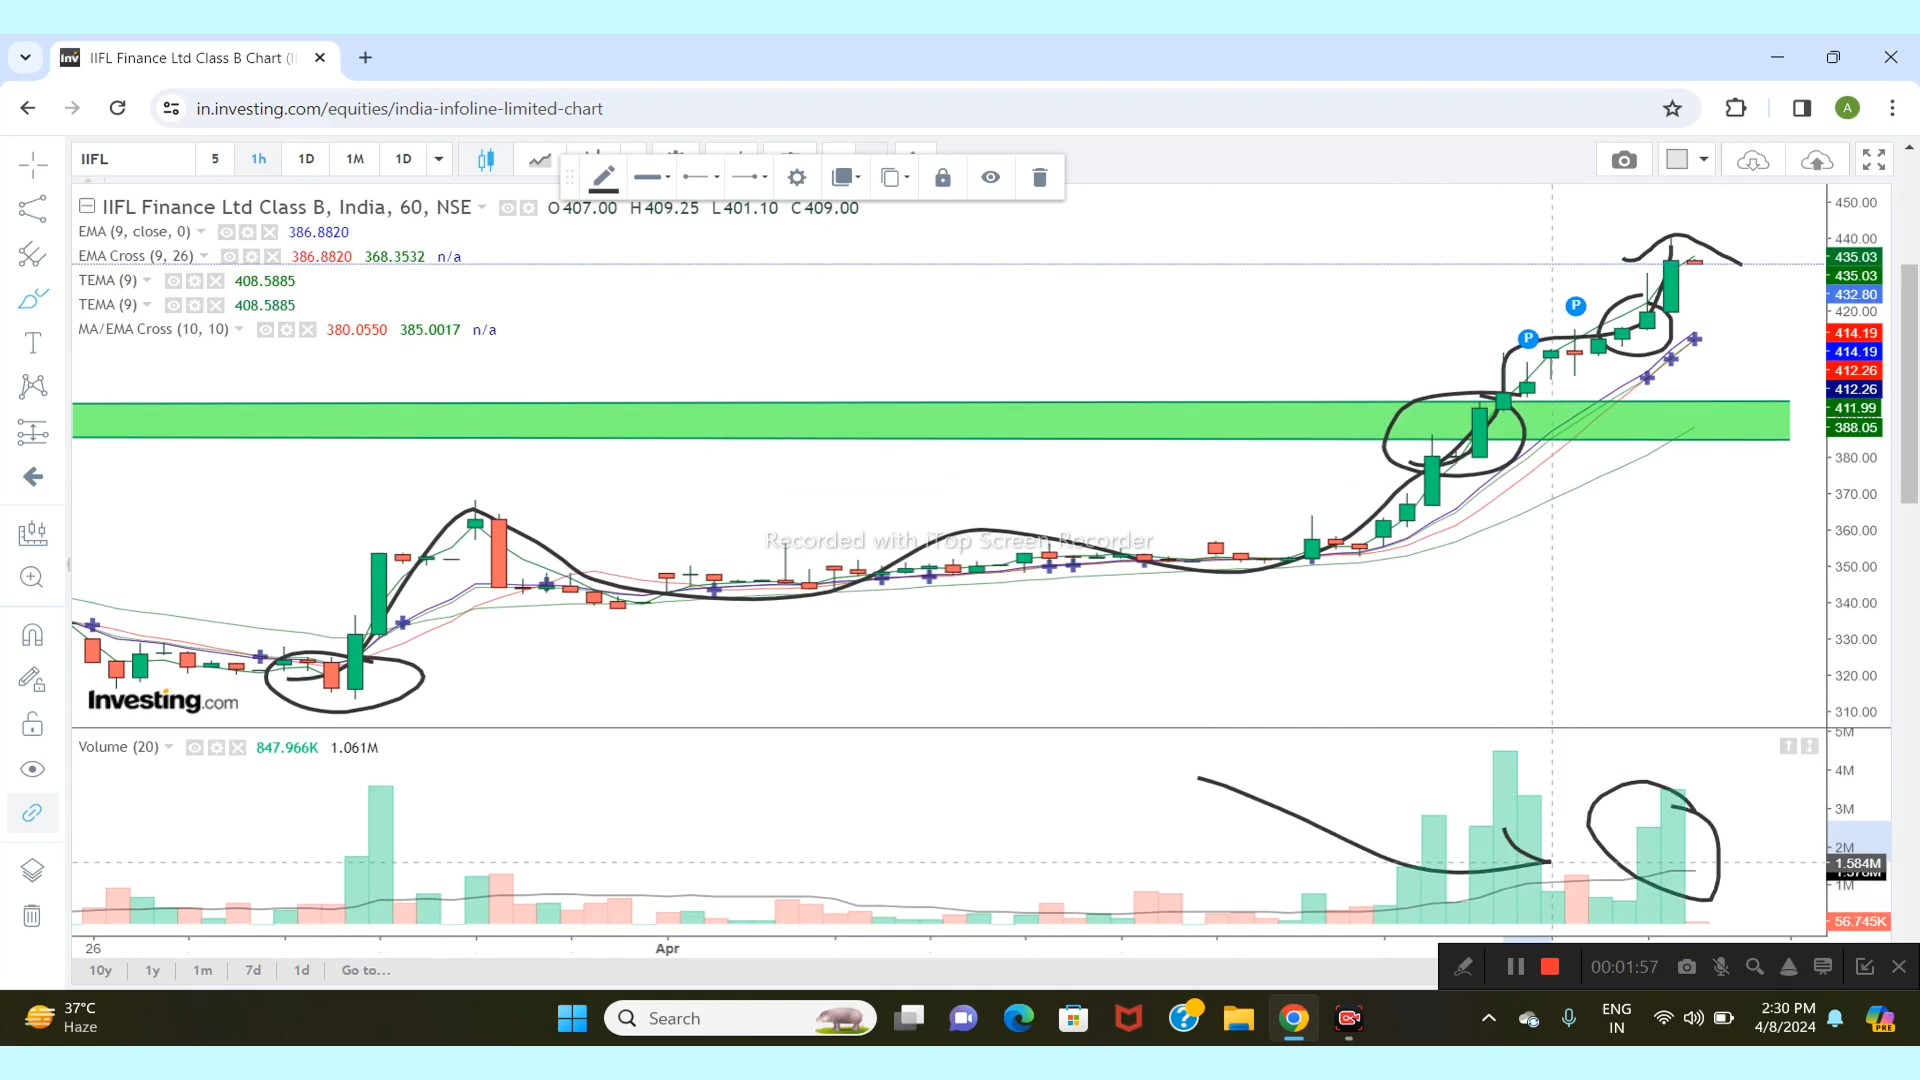 IIFL Finance Ltd Class B Chart (I
in.investing.com/equities/india-infoline-limited-chart
A
IIFL 5 1h 1D 1M 1D
IIFL Finance Ltd Class B, India, 60, NSE O407.00 H409.25 L401.10 C409.00
EMA (9, close, 0) 386.8820
EMA Cross (9, 26) 386.8820 368.3532 n/a
TEMA (9) 408.5885
TEMA (9) 408.5885
MA/EMA Cross (10, 10) 380.0550 385.0017 n/a
450.00
440.00
435.03
435.03
432.80
420.00
414.19
414.19
412.26
412.26
411.99
388.05
380.00
370.00
360.00
350.00
340.00
330.00
320.00
310.00
P
P
Recorded with iTop Screen Recorder
Investing.com
Volume (20) 847.966K 1.061M
5M
4M
3M
2M
1.584M
1M
56.745K
26 Apr
10y 1y 1m 7d 1d Go to...
00:01:57
37°C
Haze
Search
ENG
IN
2:30 PM
4/8/2024
PRE